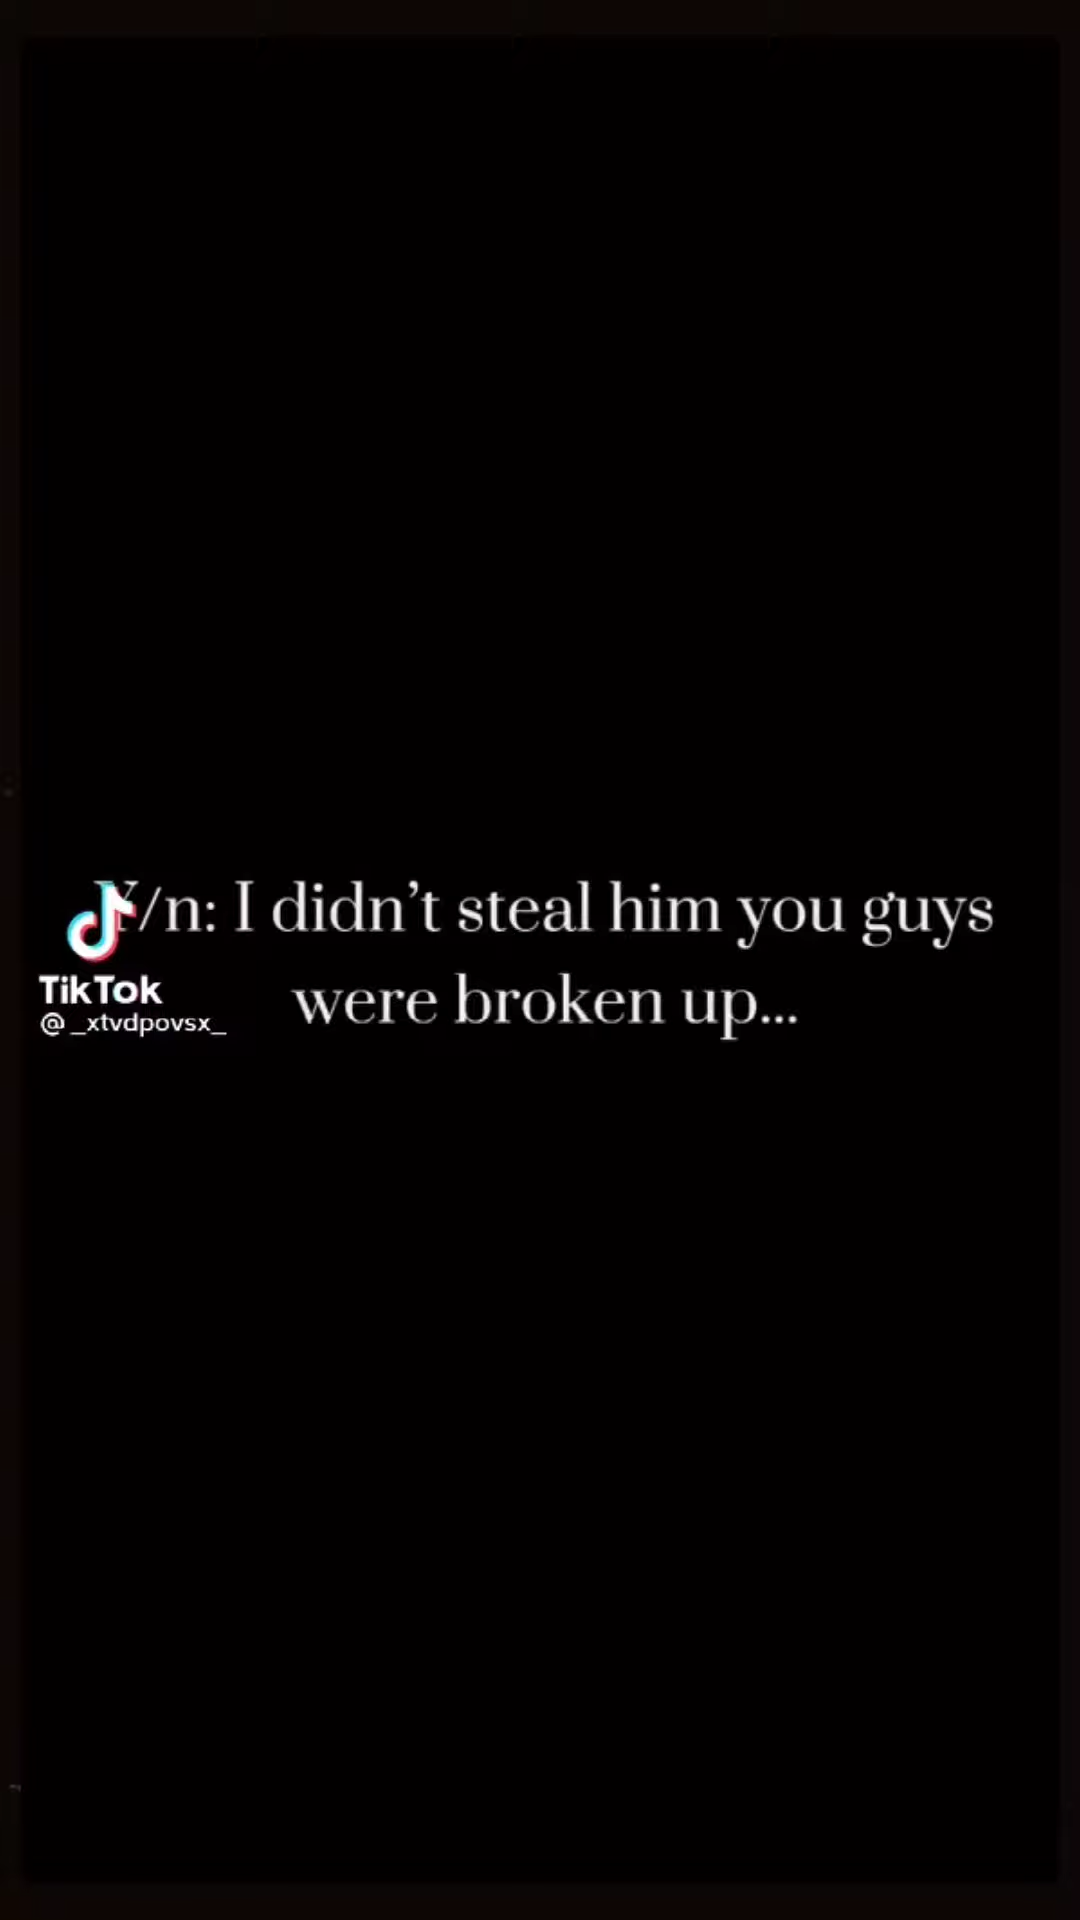 Y/n: I didn’t steal him you guys
were broken up...
TikTok
@ _xtvdpovsx_